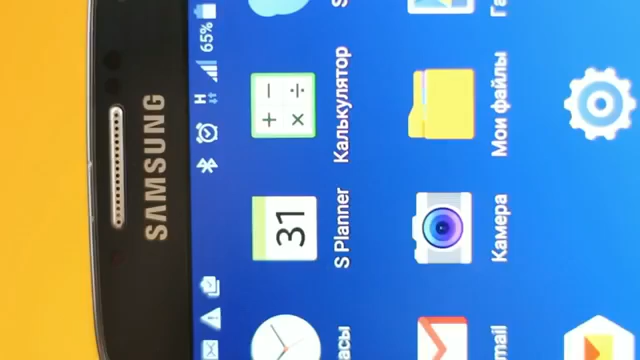 SAMSUNG
H 65%
31
S Planner
Калькулятор
Камера
Мои файлы